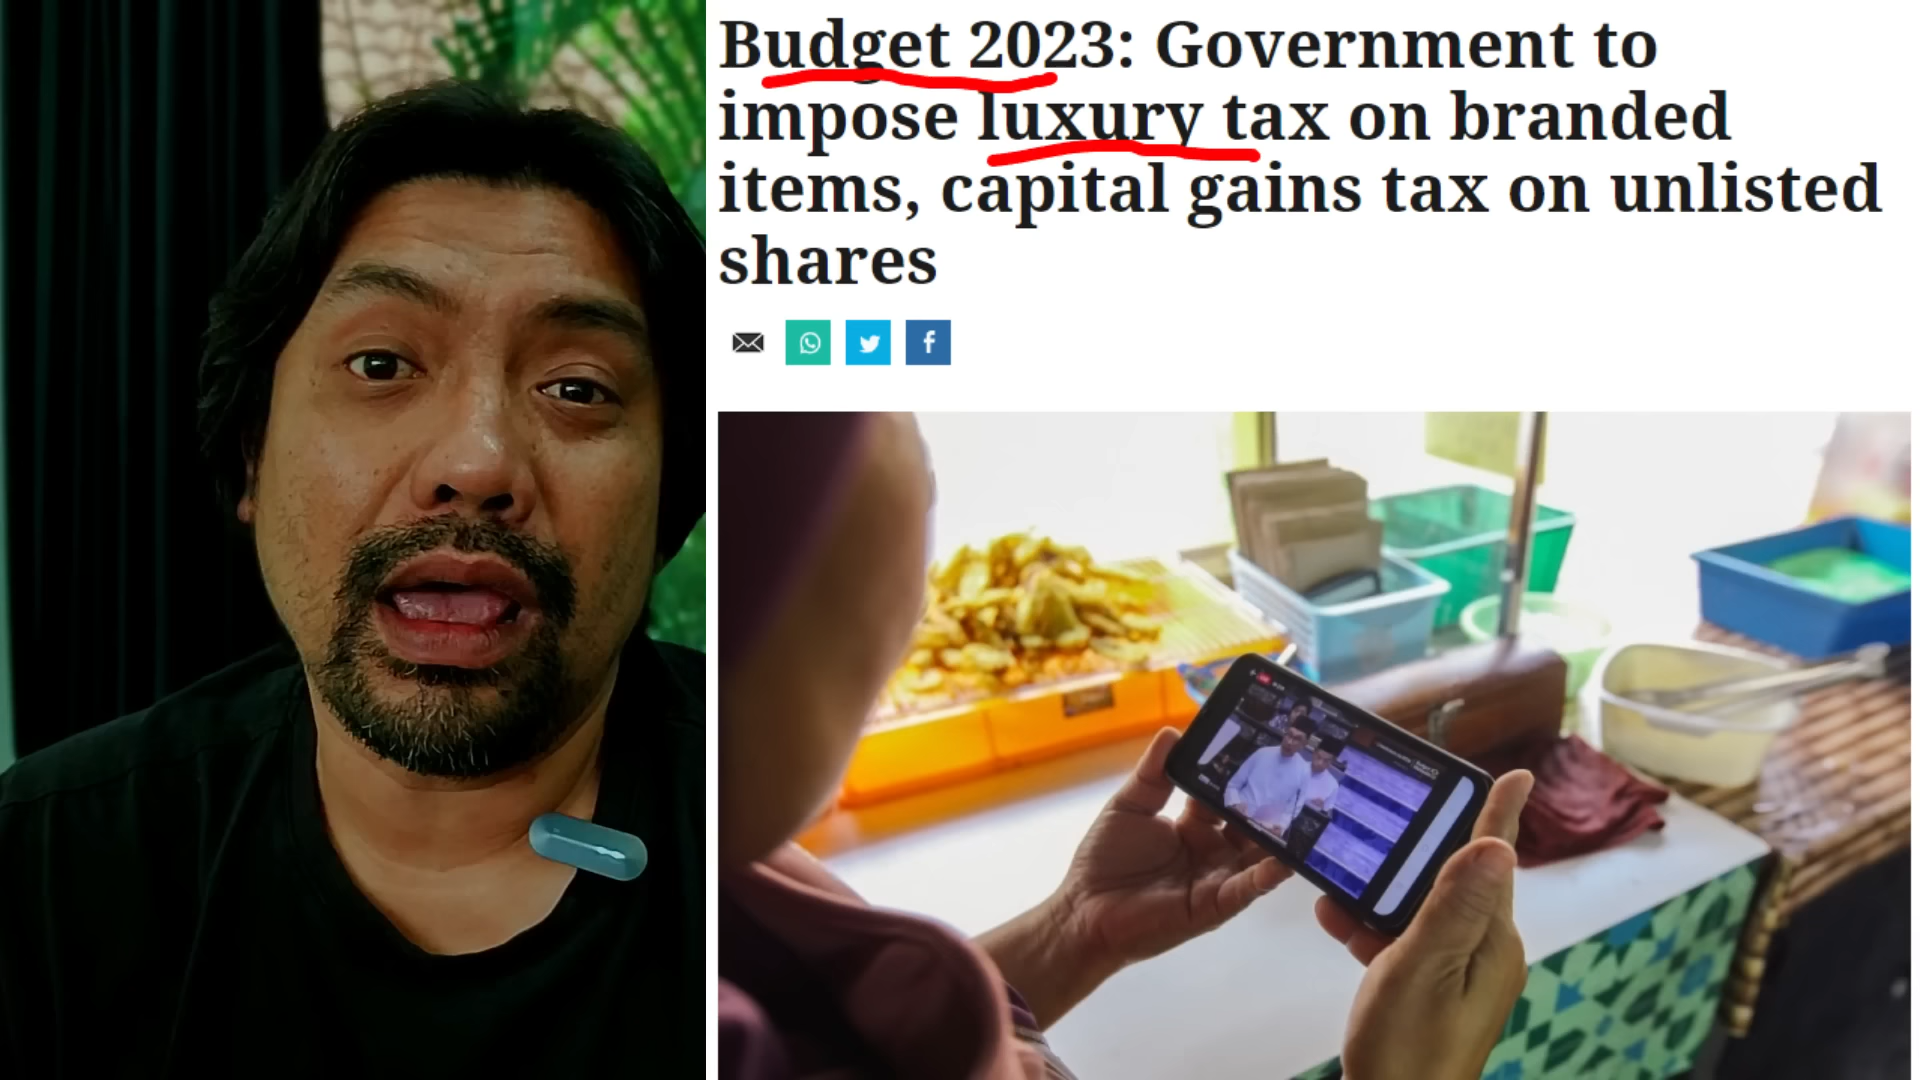 Budget 2023: Government to
impose luxury tax on branded
items, capital gains tax on unlisted
shares